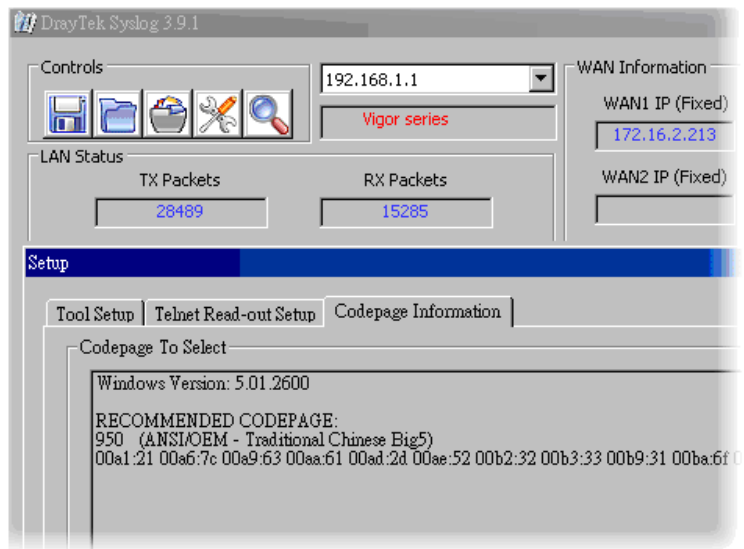 DrayTek Syslog 3.9.1
Controls
192.168.1.1
Vigor series
WAN Information
WAN1 IP (Fixed)
172.16.2.213
WAN2 IP (Fixed)
LAN Status
TX Packets
RX Packets
28489
15285
Setup
Tool Setup
Telnet Read-out Setup
Codepage Information
Codepage To Select
Windows Version: 5.01.2600
RECOMMENDED CODEPAGE:
950 (ANSI/OEM - Traditional Chinese Big5)
00a1:21 00a6:7c 00a9:63 00aa:61 00ad:2d 00ae:52 00b2:32 00b3:33 00b9:31 00ba:6f